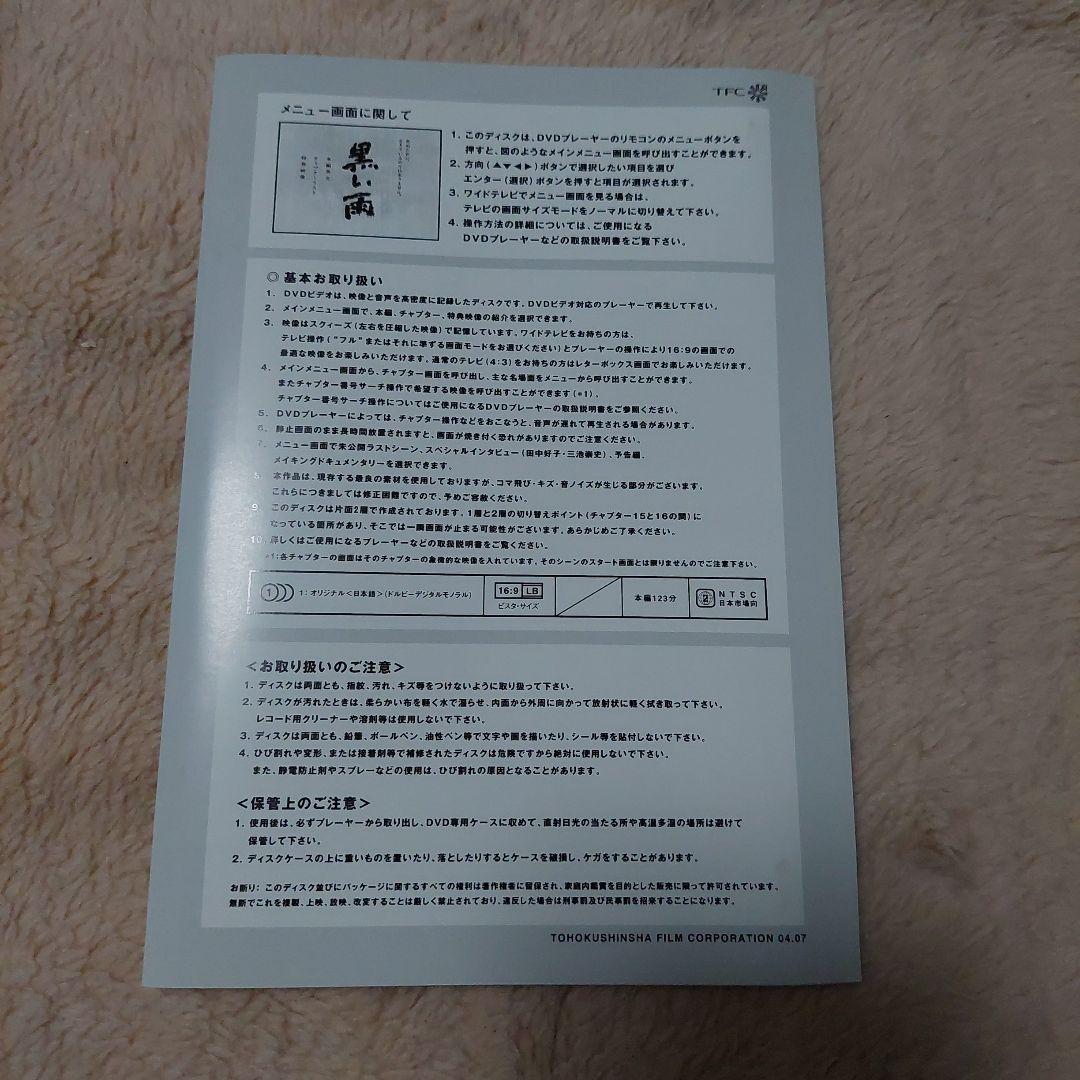 TFC
メニュー画面に関して
黒い雨
1. このディスクは、DVDプレーヤーのリモコンのメニューボタンを
押すと、図のようなメインメニュー画面を呼び出すことができます。
2. 方向(▲▼◀▶)ボタンで選択したい項目を選び
エンター(選択)ボタンを押すと項目が選択されます。
3. ワイドテレビでメニュー画面を見る場合は、
テレビの画面サイズモードをノーマルに切り替えて下さい。
4. 操作方法の詳細については、ご使用になる
DVDプレーヤーなどの取扱説明書をご覧下さい。
◎ 基本お取り扱い
1. DVDビデオは、映像と音声を高密度に記録したディスクです。DVDビデオ対応のプレーヤーで再生して下さい。
2. メインメニュー画面で、本編、チャプター、特典映像の紹介を選択できます。
3. 映像はスクィーズ(左右を圧縮した映像)で記憶しています。ワイドテレビをお持ちの方は、
テレビ操作("フル"またはそれに準ずる画面モードをお選びください)とプレーヤーの操作により16:9の画面での
最適な映像をお楽しみいただけます。通常のテレビ(4:3)をお持ちの方はレターボックス画面でお楽しみいただけます。
4. メインメニュー画面から、チャプター画面を呼び出し、主な名場面をメニューから呼び出すことができます。
またチャプター番号サーチ操作で希望する映像を呼び出すことができます(*1)。
チャプター番号サーチ操作についてはご使用になるDVDプレーヤーの取扱説明書をご参照ください。
5. DVDプレーヤーによっては、チャプター操作などをおこなうと、音声が遅れて再生される場合があります。
6. 静止画面のまま長時間放置されますと、画面が焼き付く恐れがありますのでご注意ください。
7. メニュー画面で未公開ラストシーン、スペシャルインタビュー(田中好子・三池崇史)、予告編、
メイキングドキュメンタリーを選択できます。
8. 本作品は、現存する最良の素材を使用しておりますが、コマ飛び・キズ・音ノイズが生じる部分がございます。
これらにつきましては修正困難ですので、予めご容赦ください。
9. このディスクは片面2層で作成されております。1層と2層の切り替えポイント(チャプター15と16の間)に
なっている箇所があり、そこでは一瞬画面が止まる可能性がございます。あらかじめご了承ください。
10. 詳しくはご使用になるプレーヤーなどの取扱説明書をご覧ください。
*1:各チャプターの画面はそのチャプターの象徴的な映像を入れています。そのシーンのスタート画面とは限りませんのでご注意下さい。
1 1: オリジナル<日本語>(ドルビーデジタルモノラル) 16:9 LB ビスタ・サイズ 本編123分 2 NTSC 日本市場向
<お取り扱いのご注意>
1. ディスクは両面とも、指紋、汚れ、キズ等をつけないように取り扱って下さい。
2. ディスクが汚れたときは、柔らかい布を軽く水で湿らせ、内面から外周に向かって放射状に軽く拭き取って下さい。
レコード用クリーナーや溶剤等は使用しないで下さい。
3. ディスクは両面とも、鉛筆、ボールペン、油性ペン等で文字や画を描いたり、シール等を貼付しないで下さい。
4. ひび割れや変形、または接着剤等で補修されたディスクは危険ですから絶対に使用しないで下さい。
また、静電防止剤やスプレーなどの使用は、ひび割れの原因となることがあります。
<保管上のご注意>
1. 使用後は、必ずプレーヤーから取り出し、DVD専用ケースに収めて、直射日光の当たる所や高温多湿の場所は避けて
保管して下さい。
2. ディスクケースの上に重いものを置いたり、落としたりするとケースを破損し、ケガをすることがあります。
お断り: このディスク並びにパッケージに関するすべての権利は著作権者に留保され、家庭内鑑賞を目的とした販売に限って許可されています。
無断でこれを複製、上映、放映、改変することは厳しく禁止されており、違反した場合は刑事罰及び民事罰を招来することになります。
TOHOKUSHINSHA FILM CORPORATION 04.07